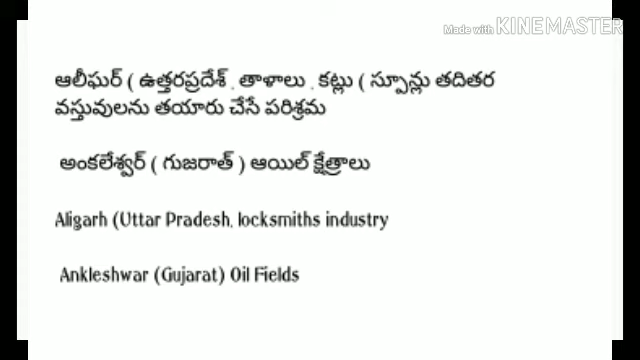 Made with KINEMASTER
ఆలీఘర్ ( ఉత్తరప్రదేశ్ . తాళాలు . కట్లు ( స్పూన్లు తదితర
వస్తువులను తయారు చేసే పరిశ్రమ
అంకలేశ్వర్ ( గుజరాత్ ) ఆయిల్ క్షేత్రాలు
Aligarh (Uttar Pradesh, locksmiths industry
Ankleshwar (Gujarat) Oil Fields